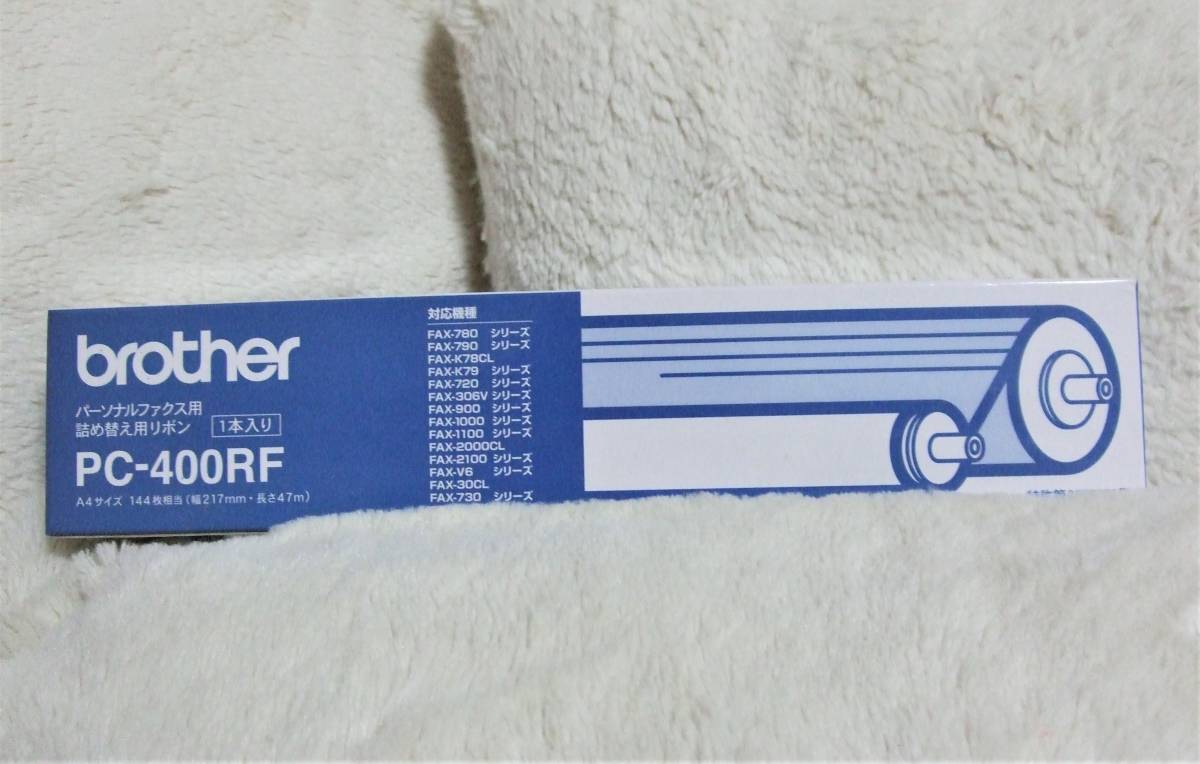 brother
パーソナルファクス用
詰め替え用リボン 1本入り
PC-400RF
A4サイズ 144枚相当(幅217mm・長さ47m)
対応機種
FAX-780 シリーズ
FAX-790 シリーズ
FAX-K78CL
FAX-K79 シリーズ
FAX-720 シリーズ
FAX-306V シリーズ
FAX-900 シリーズ
FAX-1000 シリーズ
FAX-1100 シリーズ
FAX-2000CL
FAX-2100 シリーズ
FAX-V6 シリーズ
FAX-30CL
FAX-730 シリーズ